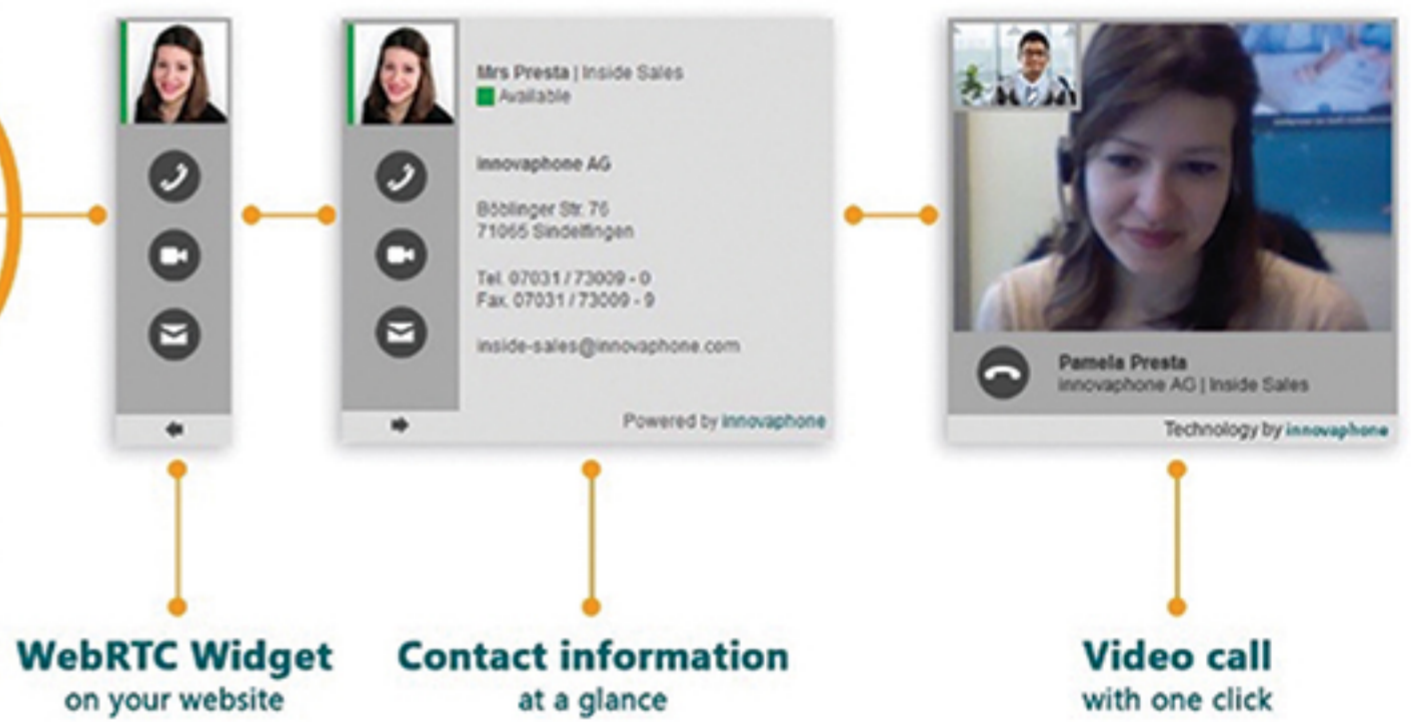 Mrs Presta | Inside Sales
Available
innovaphone AG
Böblinger Str. 76
71065 Sindelfingen
Tel. 07031 / 73009 - 0
Fax. 07031 / 73009 - 9
inside-sales@innovaphone.com
Powered by innovaphone
Pamela Presta
innovaphone AG | Inside Sales
Technology by innovaphone
WebRTC Widget
on your website
Contact information
at a glance
Video call
with one click